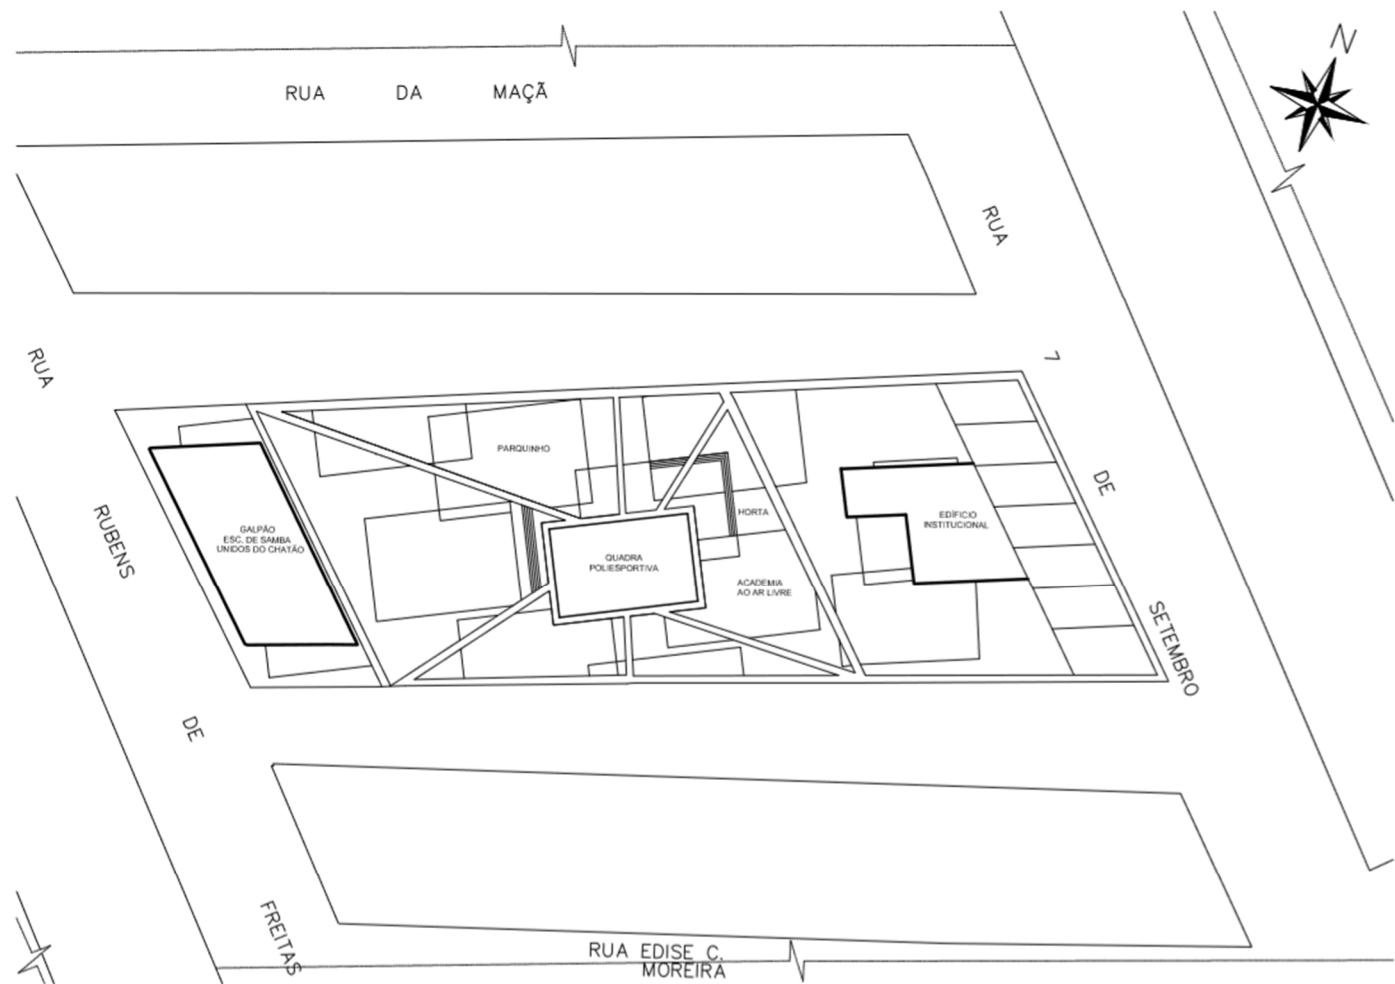 N
RUA DA MAÇÃ
RUA
7
DE
SETEMBRO
RUA
RUBENS
DE
FREITAS
PARQUINHO
HORTA
GALPÃO
ESC. DE SAMBA
UNIDOS DO CHATÃO
QUADRA
POLIESPORTIVA
ACADEMIA
AO AR LIVRE
EDÍFICIO
INSTITUCIONAL
RUA EDISE C.
MOREIRA